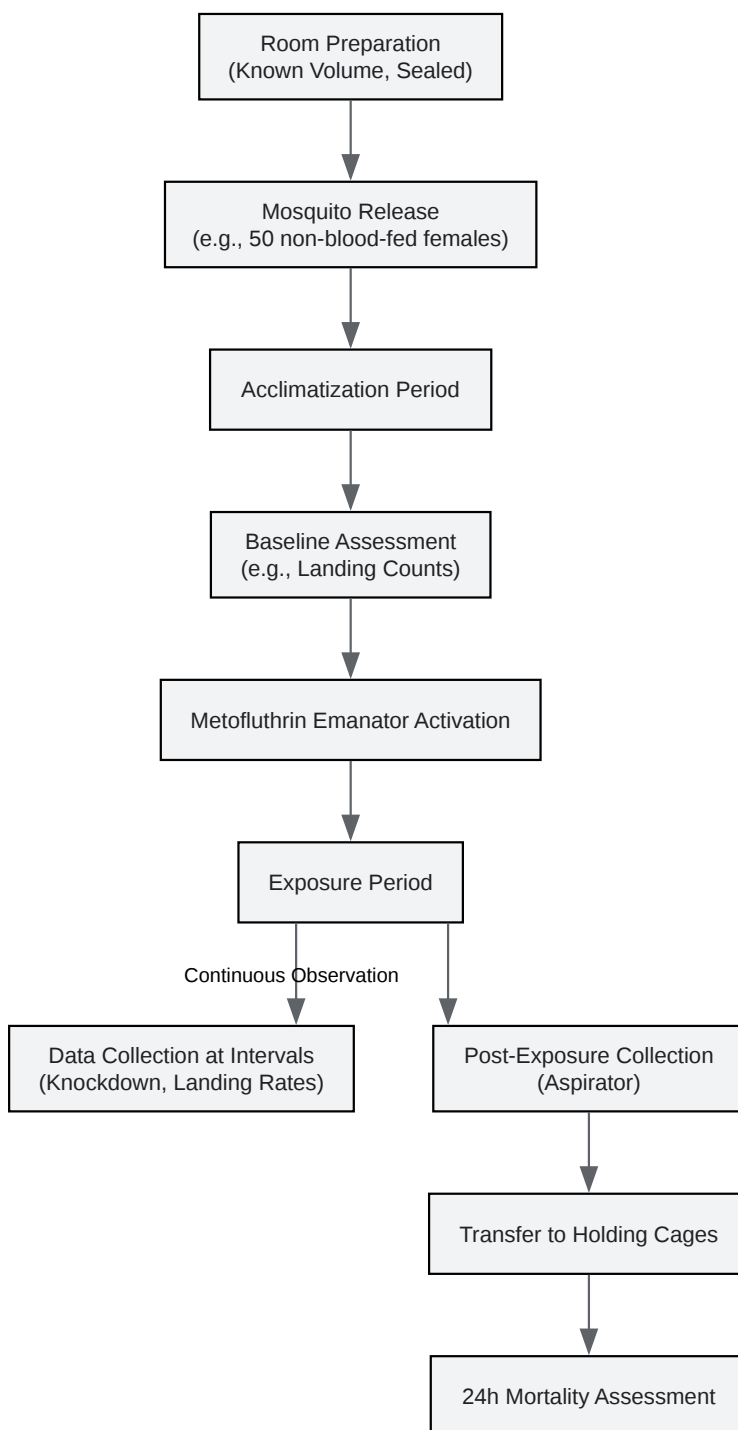 Room Preparation
(Known Volume, Sealed)
Mosquito Release
(e.g., 50 non-blood-fed females)
Acclimatization Period
Baseline Assessment
(e.g., Landing Counts)
Metofluthrin Emanator Activation
Exposure Period
Continuous Observation
Data Collection at Intervals
(Knockdown, Landing Rates)
Post-Exposure Collection
(Aspirator)
Transfer to Holding Cages
24h Mortality Assessment